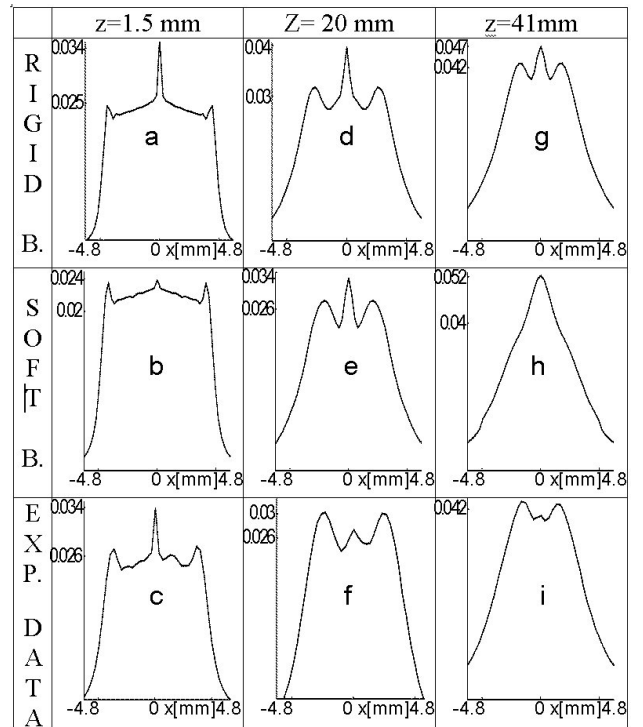 z=1.5 mm
Z= 20 mm
z=41mm
R
I
G
I
D
B.
0.034
0.025
a
-4.8
0 x[mm]
4.8
0.04
0.03
d
-4.8
0 x[mm]
4.8
0.047
0.042
g
-4.8
0 x[mm]
4.8
S
O
F
T
B.
0.024
0.02
b
-4.8
0 x[mm]
4.8
0.034
0.026
e
-4.8
0 x[mm]
4.8
0.052
0.04
h
-4.8
0 x[mm]
4.8
E
X
P.
D
A
T
A
0.034
0.026
c
-4.8
0 x[mm]
4.8
0.03
0.026
f
-4.8
0 x[mm]
4.8
0.042
i
-4.8
0 x[mm]
4.8